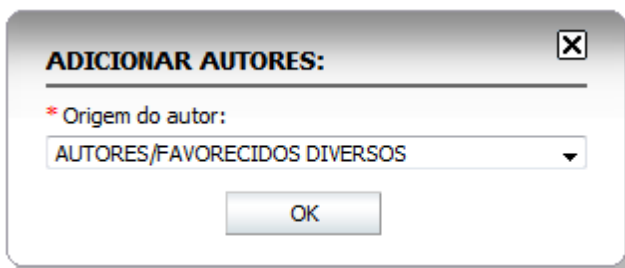 ADICIONAR AUTORES:
* Origem do autor:
AUTORES/FAVORECIDOS DIVERSOS
OK